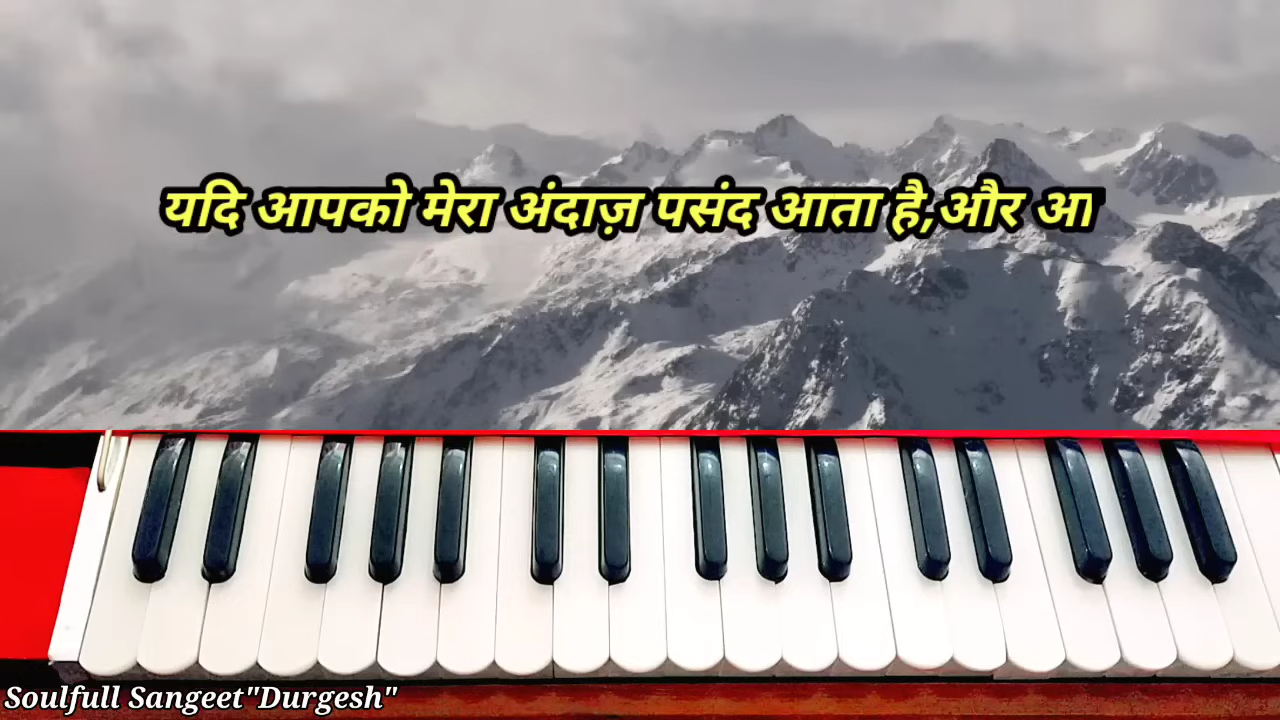 यदि आपको मेरा अंदाज़ पसंद आता है,और आ
Soulfull Sangeet"Durgesh"